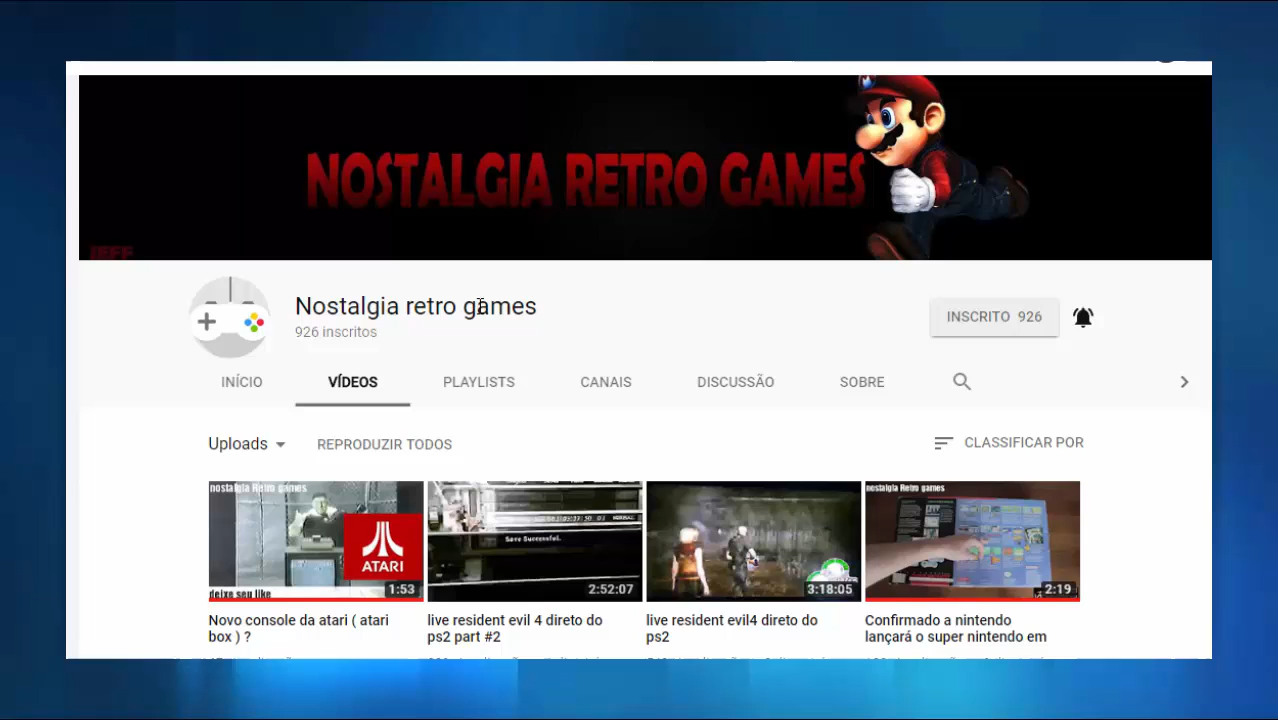 NOSTALGIA RETRO GAMES
JEFF
Nostalgia retro games
926 inscritos
INSCRITO 926
INÍCIO VÍDEOS PLAYLISTS CANAIS DISCUSSÃO SOBRE
Uploads REPRODUZIR TODOS CLASSIFICAR POR
nostalgia Retro games
ATARI
deixe seu like
1:53
Save Successful.
2:52:07
3:18:05
nostalgia Retro games
2:19
Novo console da atari ( atari
box ) ?
live resident evil 4 direto do
ps2 part #2
live resident evil4 direto do
ps2
Confirmado a nintendo
lançará o super nintendo em